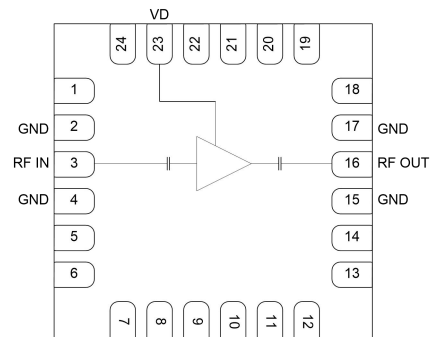 VD
24 23 22 21 20 19
1 18
GND 2 17 GND
RF IN 3 16 RF OUT
GND 4 15 GND
5 14
6 13
7 8 9 10 11 12